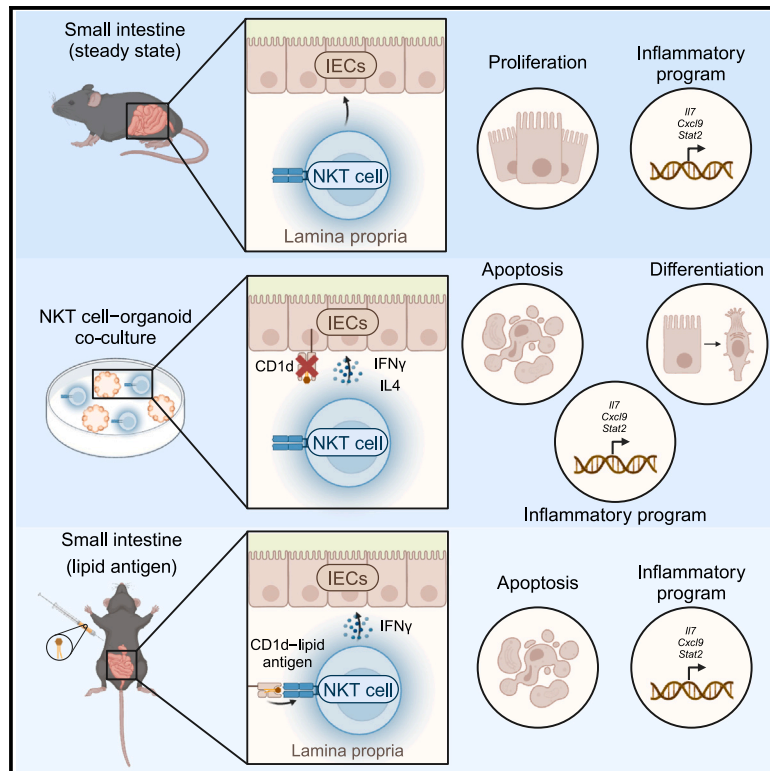 Small intestine
(steady state)
IECs
NKT cell
Lamina propria
Proliferation
Inflammatory
program
Il7
Cxcl9
Stat2
NKT cell–organoid
co-culture
IECs
CD1d
IFNγ
IL4
NKT cell
Apoptosis
Differentiation
Il7
Cxcl9
Stat2
Inflammatory program
Small intestine
(lipid antigen)
IECs
IFNγ
CD1d–lipid
antigen
NKT cell
Lamina propria
Apoptosis
Inflammatory
program
Il7
Cxcl9
Stat2